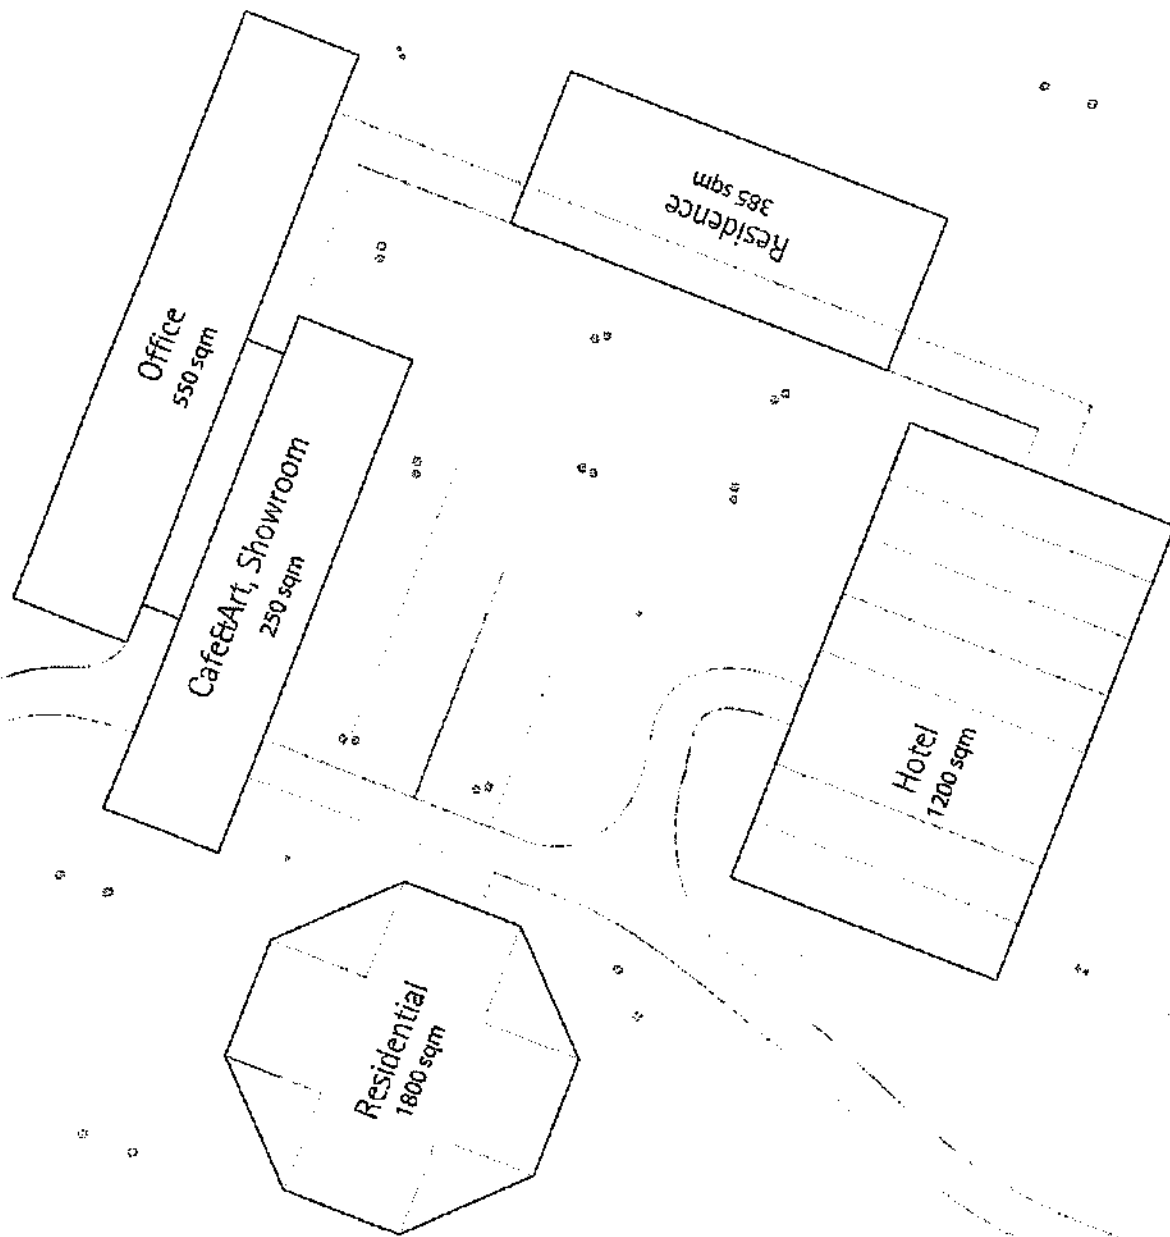 Residence
385 sqm
Office
550 sqm
Cafe&Art, Showroom
250 sqm
Hotel
1200 sqm
Residential
1800 sqm